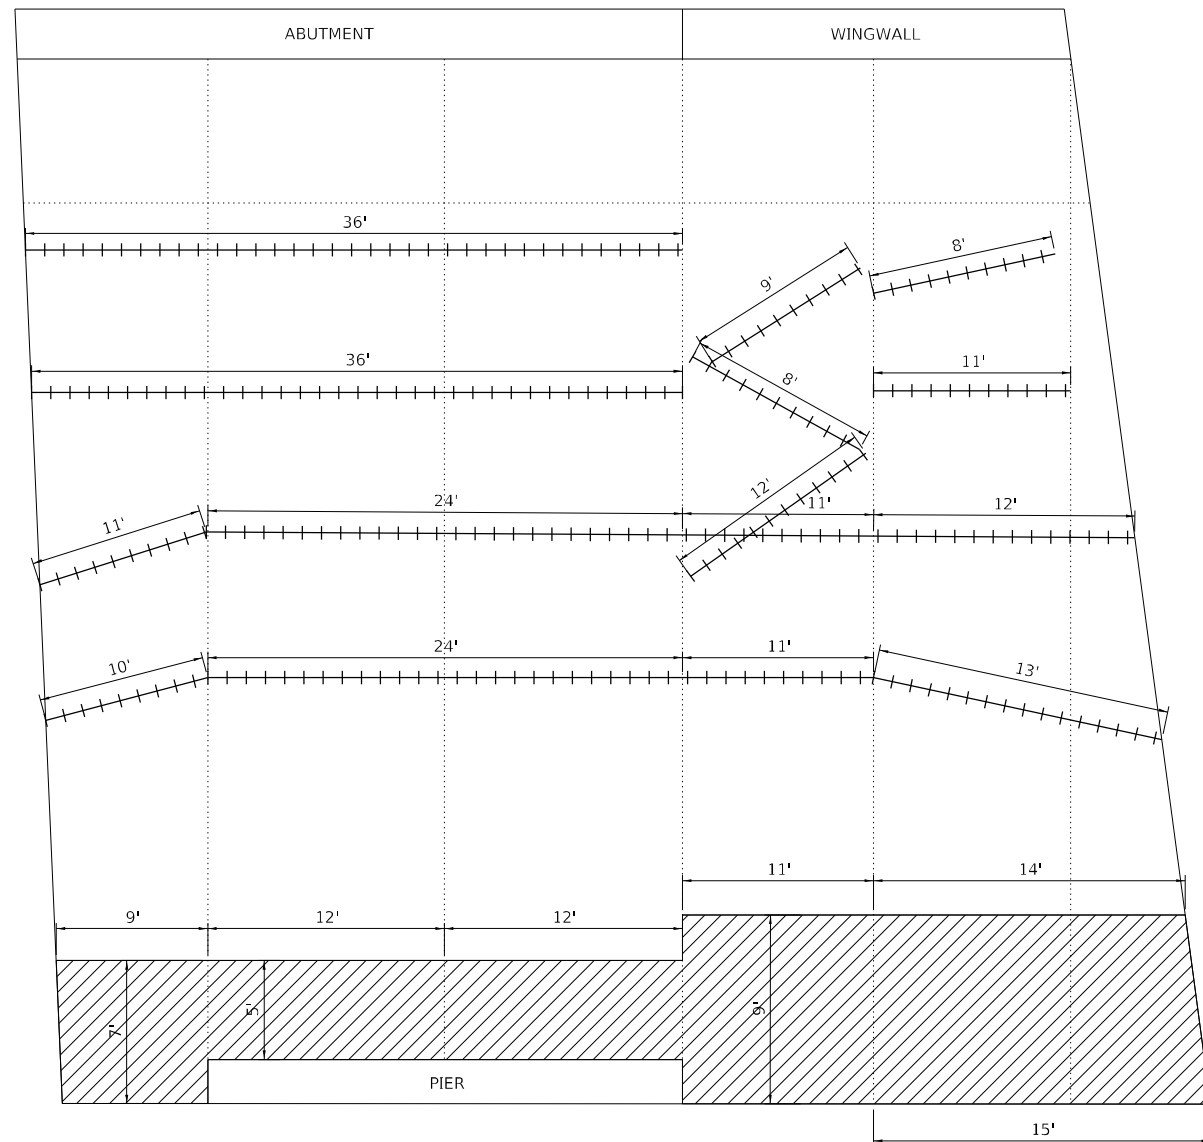 ABUTMENT WINGWALL
36'
9' 8'
36' 8' 11'
11' 24' 12' 11' 12'
10' 24' 11' 13'
11' 14'
9' 12' 12'
7' 5' 9'
PIER
15'